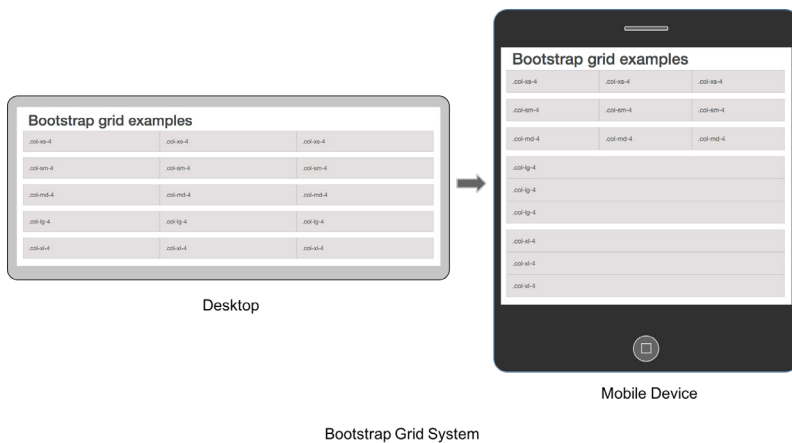 Bootstrap grid examples
.col-xs-4 .col-xs-4 .col-xs-4
.col-sm-4 .col-sm-4 .col-sm-4
.col-md-4 .col-md-4 .col-md-4
.col-lg-4 .col-lg-4 .col-lg-4
.col-xl-4 .col-xl-4 .col-xl-4
Desktop
Bootstrap grid examples
.col-xs-4 .col-xs-4 .col-xs-4
.col-sm-4 .col-sm-4 .col-sm-4
.col-md-4 .col-md-4 .col-md-4
.col-lg-4
.col-lg-4
.col-lg-4
.col-xl-4
.col-xl-4
.col-xl-4
Mobile Device
Bootstrap Grid System